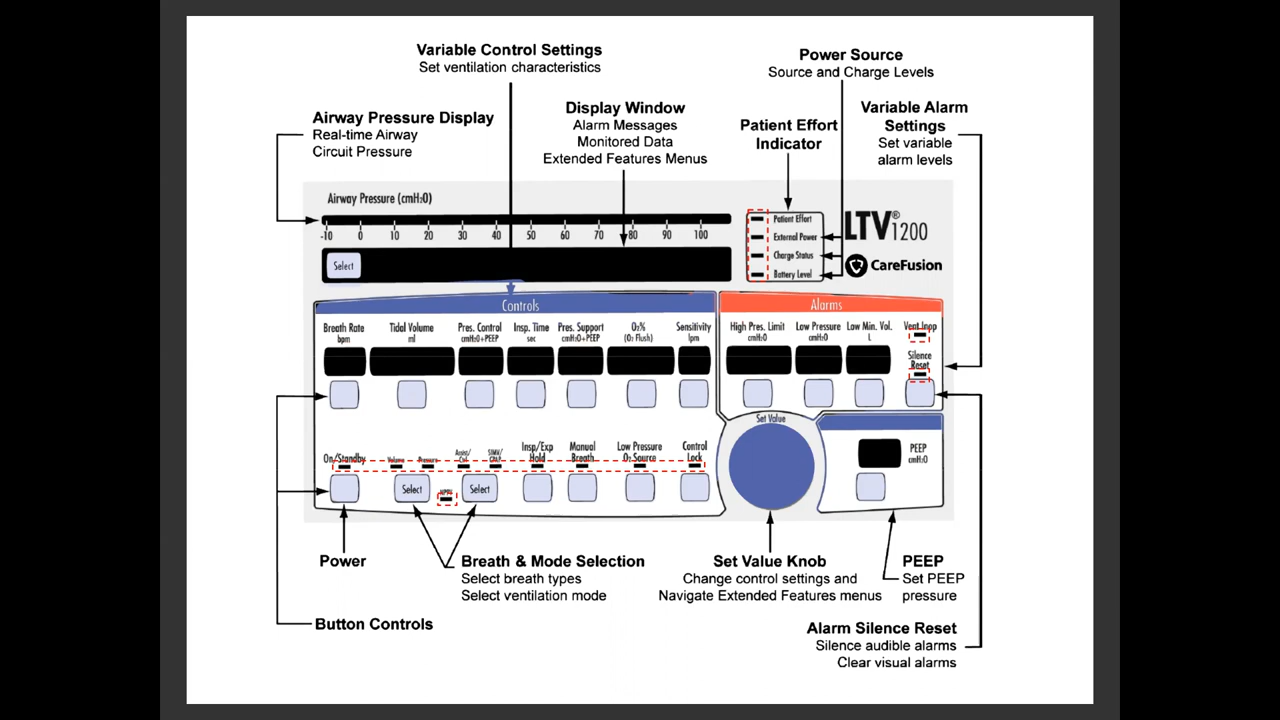 Variable Control Settings
Set ventilation characteristics
Power Source
Source and Charge Levels
Airway Pressure Display
Real-time Airway
Circuit Pressure
Display Window
Alarm Messages
Monitored Data
Extended Features Menus
Patient Effort
Indicator
Variable Alarm
Settings
Set variable
alarm levels
Airway Pressure (cmH2O)
-10 0 10 20 30 40 50 60 70 80 90 100
Select
Patient Effort
External Power
Charge Status
Battery Level
LTV® 1200
CareFusion
Controls
Alarms
Breath Rate
bpm
Tidal Volume
ml
Pres. Control
cmH2O+PEEP
Insp. Time
sec
Pres. Support
cmH2O+PEEP
O2%
(O2 Flush)
Sensitivity
lpm
High Pres. Limit
cmH2O
Low Pressure
cmH2O
Low Min. Vol.
L
Vent Inop
Silence
Reset
Set Value
On/Standby
Volume
Pressure
Assist/
Ctrl
SIMV/
CPAP
Insp/Exp
Hold
Manual
Breath
Low Pressure
O2 Source
Control
Lock
PEEP
cmH2O
Select
NPPV
Select
Power
Breath & Mode Selection
Select breath types
Select ventilation mode
Set Value Knob
Change control settings and
Navigate Extended Features menus
PEEP
Set PEEP
pressure
Button Controls
Alarm Silence Reset
Silence audible alarms
Clear visual alarms